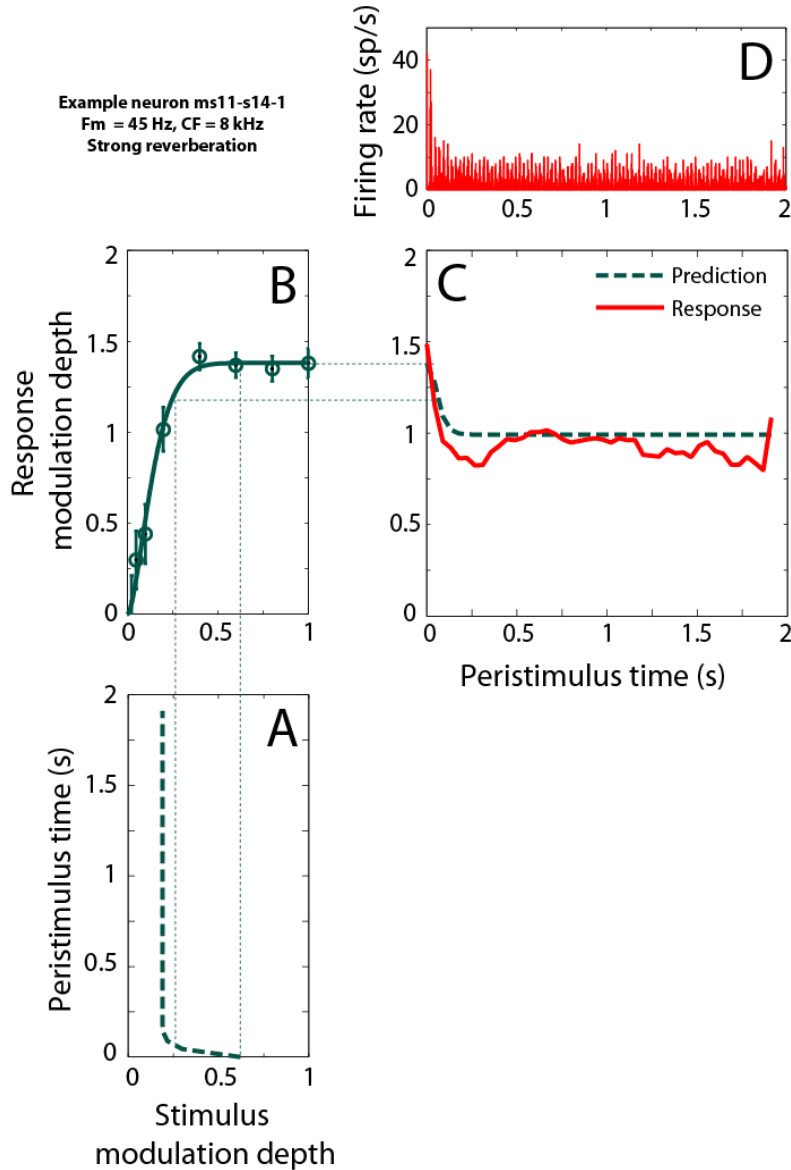 Example neuron ms11-s14-1
Fm = 45 Hz, CF = 8 kHz
Strong reverberation
D
Firing rate (sp/s)
40
20
0
0 0.5 1 1.5 2
B
Response
modulation depth
2
1.5
1
0.5
0
0 0.5 1
C
Prediction
Response
2
1.5
1
0.5
0
0 0.5 1 1.5 2
Peristimulus time (s)
A
Peristimulus time (s)
2
1.5
1
0.5
0
0 0.5 1
Stimulus
modulation depth